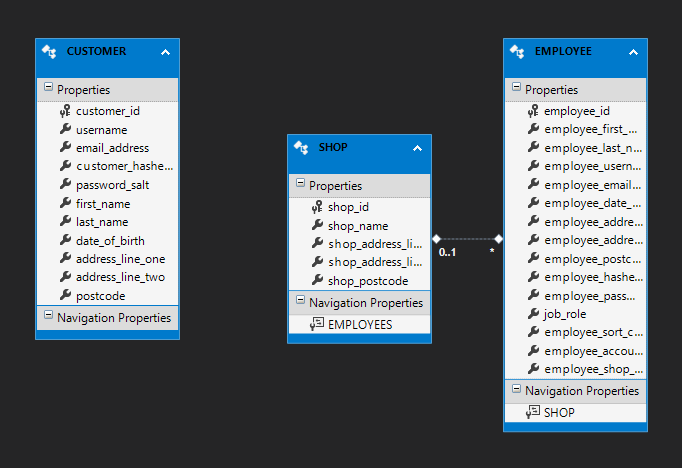 CUSTOMER
Properties
customer_id
username
email_address
customer_hashe...
password_salt
first_name
last_name
date_of_birth
address_line_one
address_line_two
postcode
Navigation Properties
SHOP
Properties
shop_id
shop_name
shop_address_li...
shop_address_li...
shop_postcode
Navigation Properties
EMPLOYEES
0..1
*
EMPLOYEE
Properties
employee_id
employee_first_...
employee_last_n...
employee_usern...
employee_email...
employee_date_...
employee_addre...
employee_addre...
employee_postc...
employee_hashe...
employee_passw...
job_role
employee_sort_c...
employee_accou...
employee_shop_...
Navigation Properties
SHOP